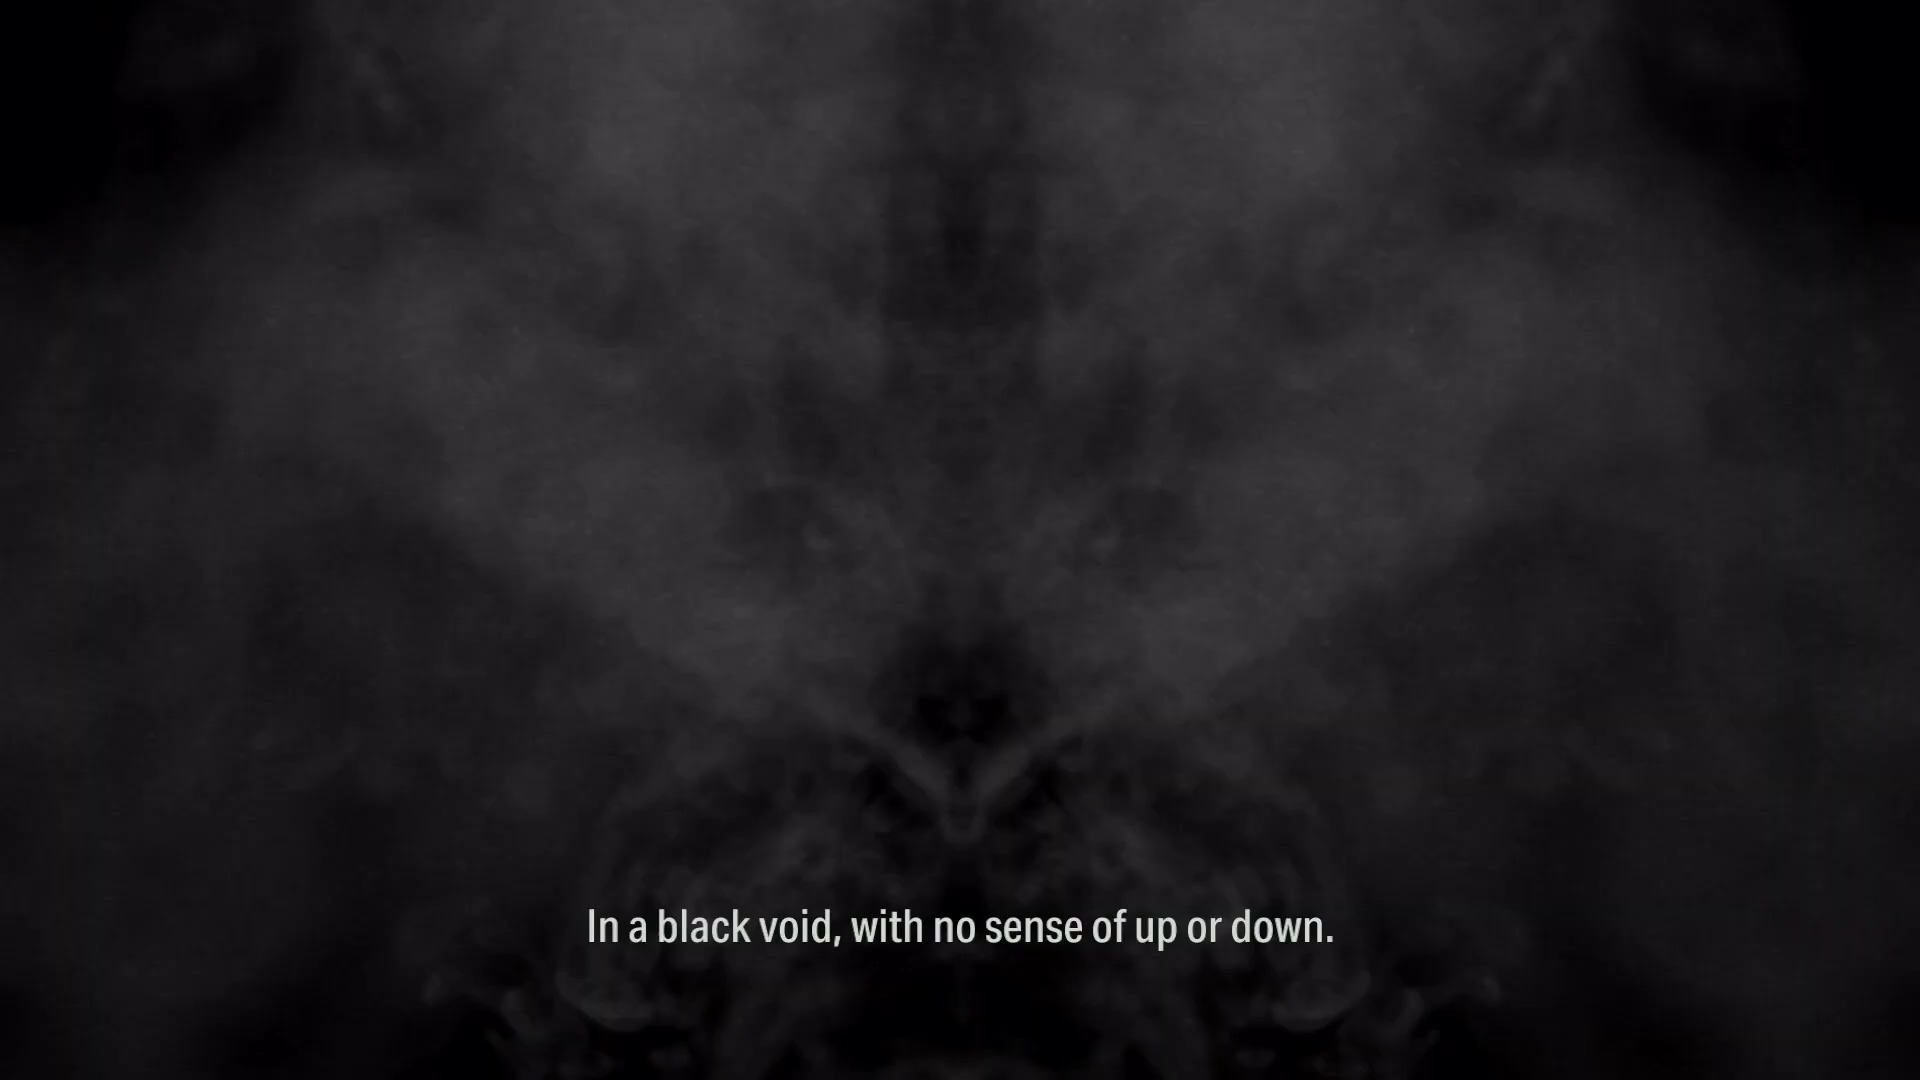 In a black void, with no sense of up or down.